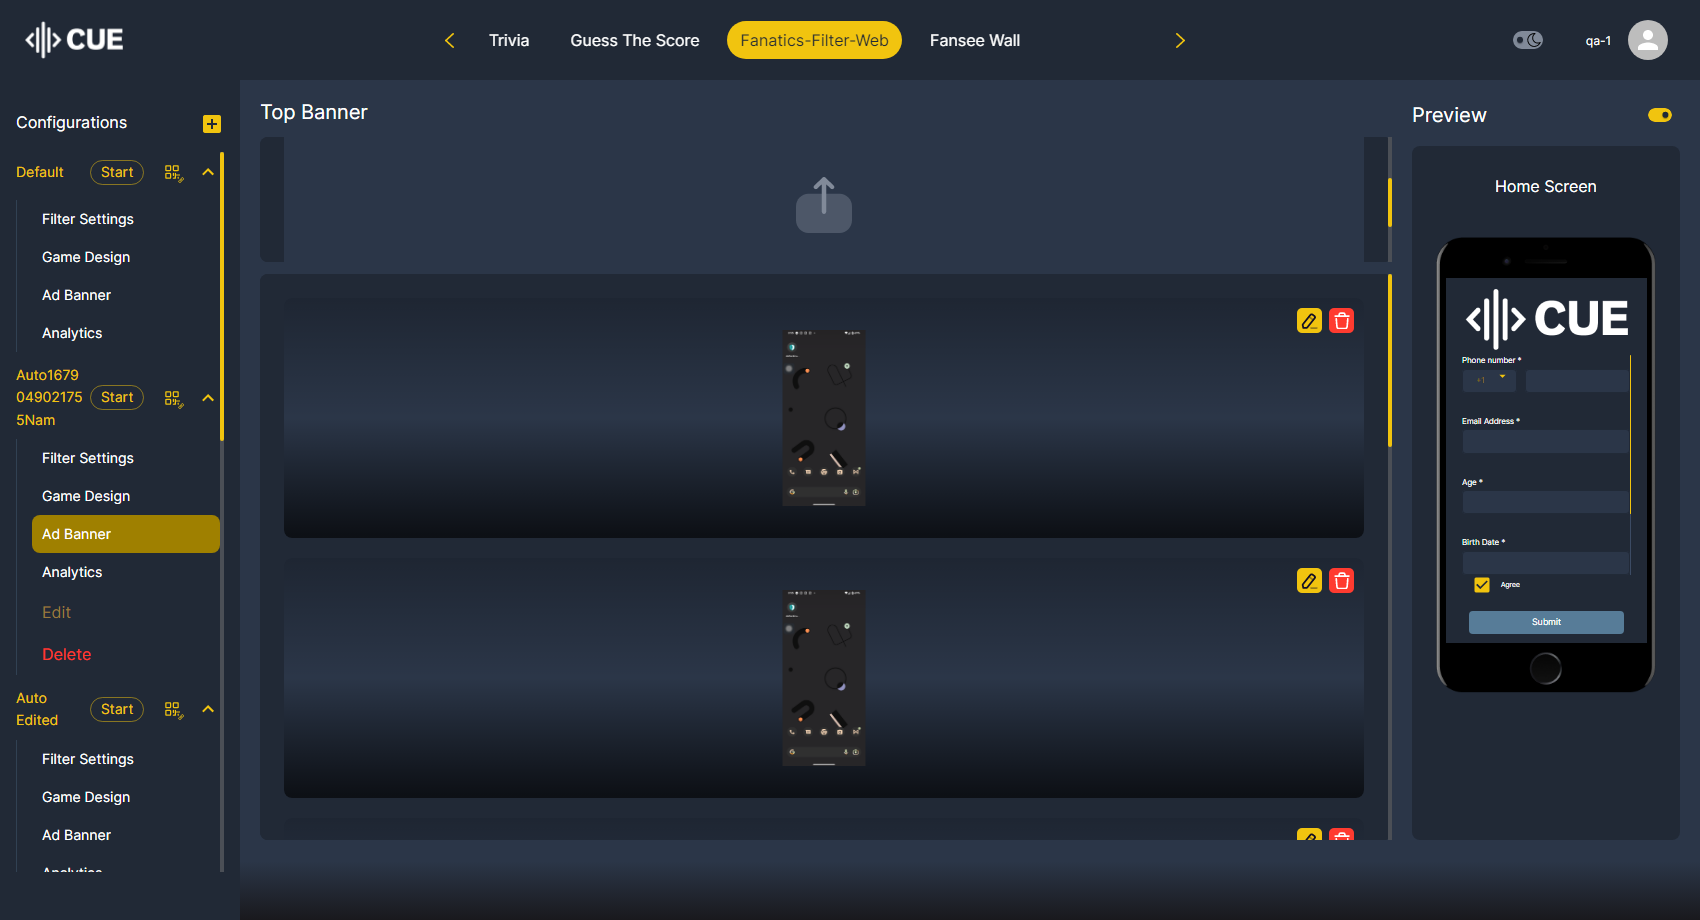 CUE
Trivia
Guess The Score
Fanatics-Filter-Web
Fansee Wall
qa-1
Configurations
Default
Start
Filter Settings
Game Design
Ad Banner
Analytics
Auto1679
04902175
5Nam
Start
Filter Settings
Game Design
Ad Banner
Analytics
Edit
Delete
Auto
Edited
Start
Filter Settings
Game Design
Ad Banner
Analytics
Top Banner
Preview
Home Screen
CUE
Phone number *
+1
Email Address *
Age *
Birth Date *
Agree
Submit